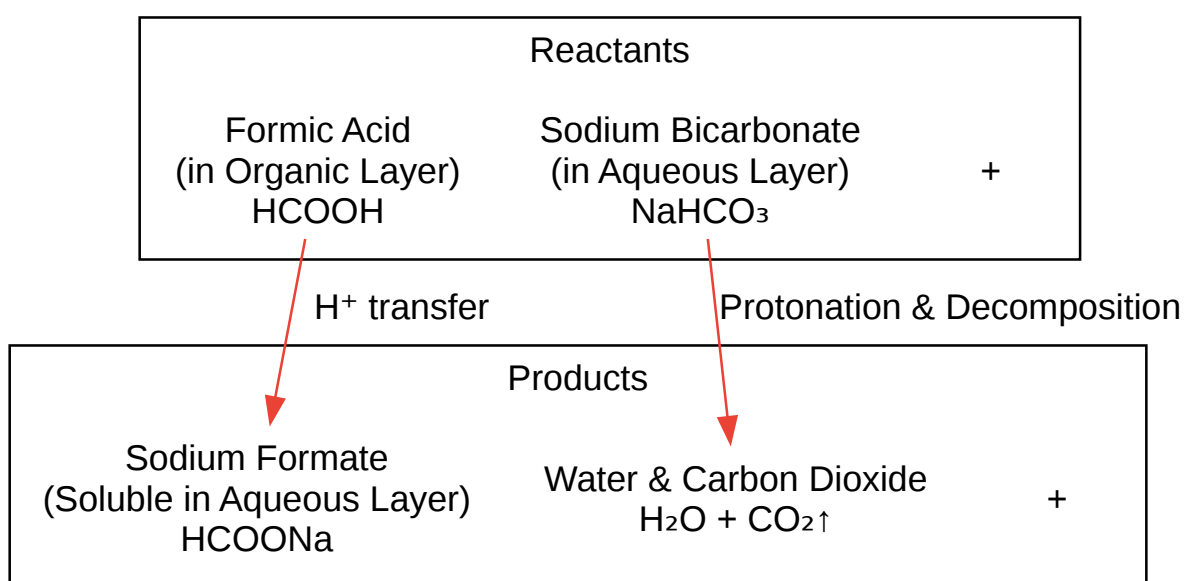 Reactants
Formic Acid
(in Organic Layer)
HCOOH
Sodium Bicarbonate
(in Aqueous Layer)
NaHCO₃
+
H⁺ transfer
Protonation & Decomposition
Products
Sodium Formate
(Soluble in Aqueous Layer)
HCOONa
Water & Carbon Dioxide
H₂O + CO₂↑
+